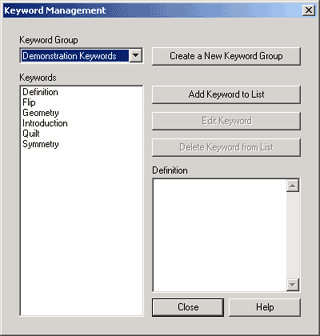 Keyword Management
Keyword Group
Demonstration Keywords
Create a New Keyword Group
Keywords
Definition
Flip
Geometry
Introduction
Quilt
Symmetry
Add Keyword to List
Edit Keyword
Delete Keyword from List
Definition
Close
Help